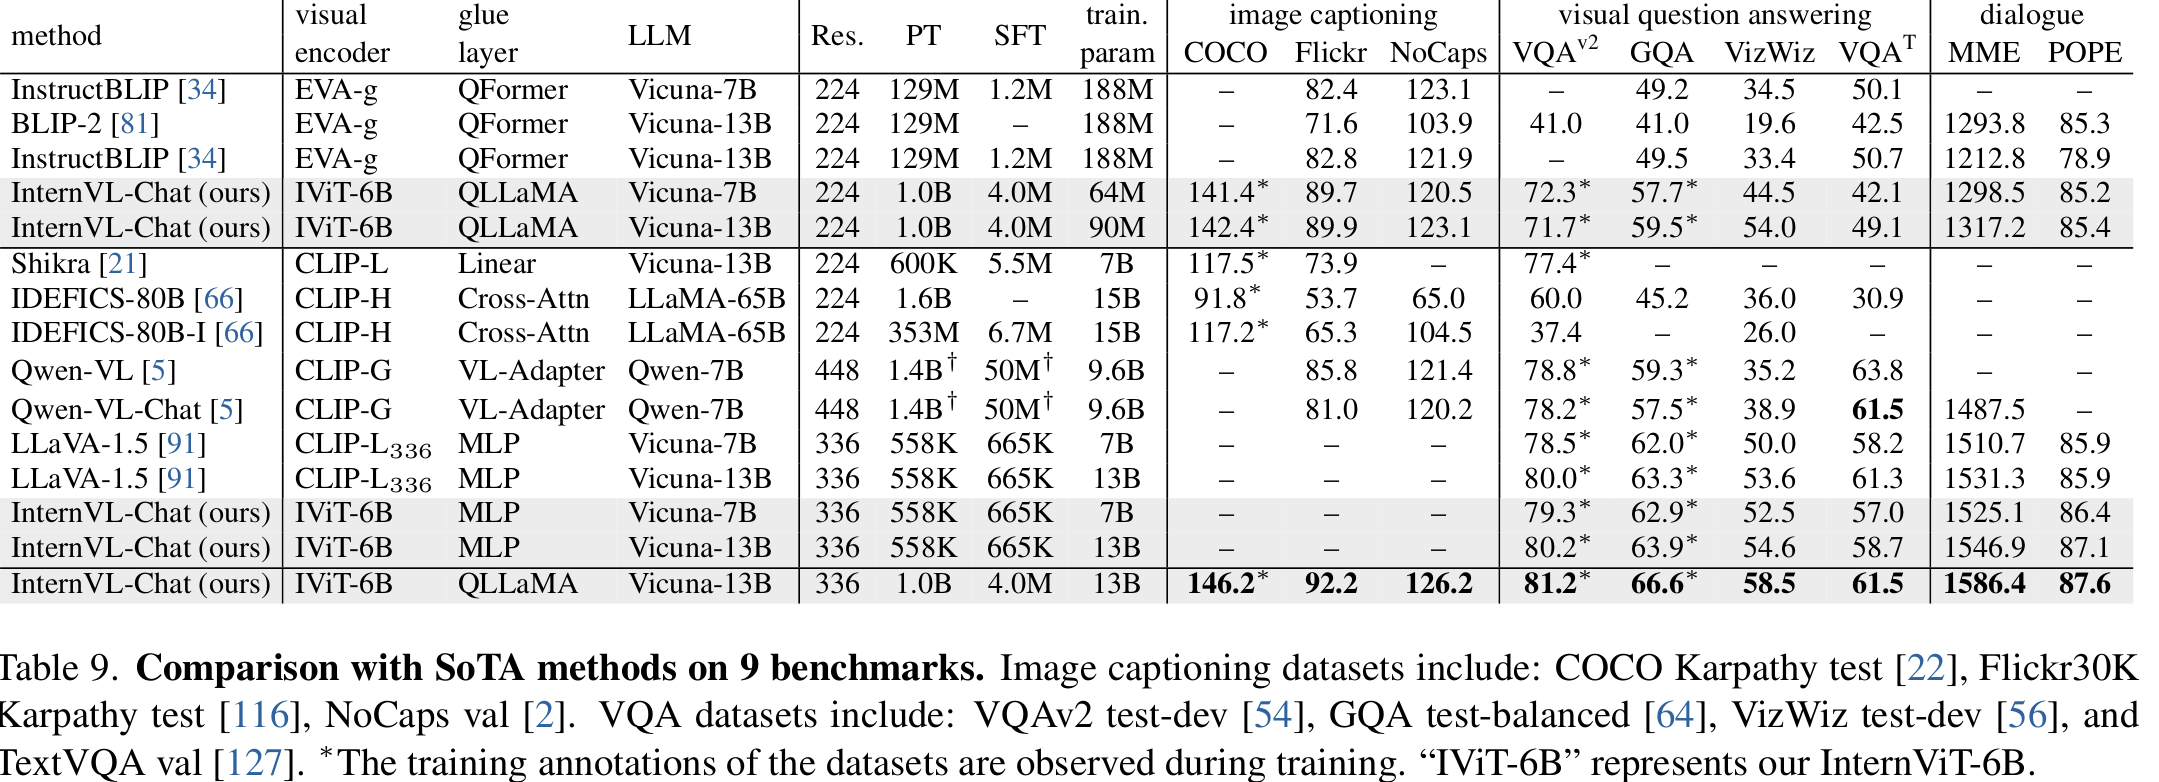 method visual encoder glue layer LLM Res. PT SFT train. param image captioning visual question answering dialogue
COCO Flickr NoCaps VQAv2 GQA VizWiz VQAT MME POPE
InstructBLIP [34] EVA-g QFormer Vicuna-7B 224 129M 1.2M 188M – 82.4 123.1 – 49.2 34.5 50.1 – –
BLIP-2 [81] EVA-g QFormer Vicuna-13B 224 129M – 188M – 71.6 103.9 41.0 41.0 19.6 42.5 1293.8 85.3
InstructBLIP [34] EVA-g QFormer Vicuna-13B 224 129M 1.2M 188M – 82.8 121.9 – 49.5 33.4 50.7 1212.8 78.9
InternVL-Chat (ours) IViT-6B QLLaMA Vicuna-7B 224 1.0B 4.0M 64M 141.4* 89.7 120.5 72.3* 57.7* 44.5 42.1 1298.5 85.2
InternVL-Chat (ours) IViT-6B QLLaMA Vicuna-13B 224 1.0B 4.0M 90M 142.4* 89.9 123.1 71.7* 59.5* 54.0 49.1 1317.2 85.4
Shikra [21] CLIP-L Linear Vicuna-13B 224 600K 5.5M 7B 117.5* 73.9 – 77.4* – – – – –
IDEFICS-80B [66] CLIP-H Cross-Attn LLaMA-65B 224 1.6B – 15B 91.8* 53.7 65.0 60.0 45.2 36.0 30.9 – –
IDEFICS-80B-I [66] CLIP-H Cross-Attn LLaMA-65B 224 353M 6.7M 15B 117.2* 65.3 104.5 37.4 – 26.0 – – –
Qwen-VL [5] CLIP-G VL-Adapter Qwen-7B 448 1.4B† 50M† 9.6B – 85.8 121.4 78.8* 59.3* 35.2 63.8 – –
Qwen-VL-Chat [5] CLIP-G VL-Adapter Qwen-7B 448 1.4B† 50M† 9.6B – 81.0 120.2 78.2* 57.5* 38.9 61.5 1487.5 –
LLaVA-1.5 [91] CLIP-L336 MLP Vicuna-7B 336 558K 665K 7B – – – 78.5* 62.0* 50.0 58.2 1510.7 85.9
LLaVA-1.5 [91] CLIP-L336 MLP Vicuna-13B 336 558K 665K 13B – – – 80.0* 63.3* 53.6 61.3 1531.3 85.9
InternVL-Chat (ours) IViT-6B MLP Vicuna-7B 336 558K 665K 7B – – – 79.3* 62.9* 52.5 57.0 1525.1 86.4
InternVL-Chat (ours) IViT-6B MLP Vicuna-13B 336 558K 665K 13B – – – 80.2* 63.9* 54.6 58.7 1546.9 87.1
InternVL-Chat (ours) IViT-6B QLLaMA Vicuna-13B 336 1.0B 4.0M 13B 146.2* 92.2 126.2 81.2* 66.6* 58.5 61.5 1586.4 87.6
Table 9. Comparison with SoTA methods on 9 benchmarks. Image captioning datasets include: COCO Karpathy test [22], Flickr30K
Karpathy test [116], NoCaps val [2]. VQA datasets include: VQAv2 test-dev [54], GQA test-balanced [64], VizWiz test-dev [56], and
TextVQA val [127]. *The training annotations of the datasets are observed during training. “IViT-6B” represents our InternViT-6B.